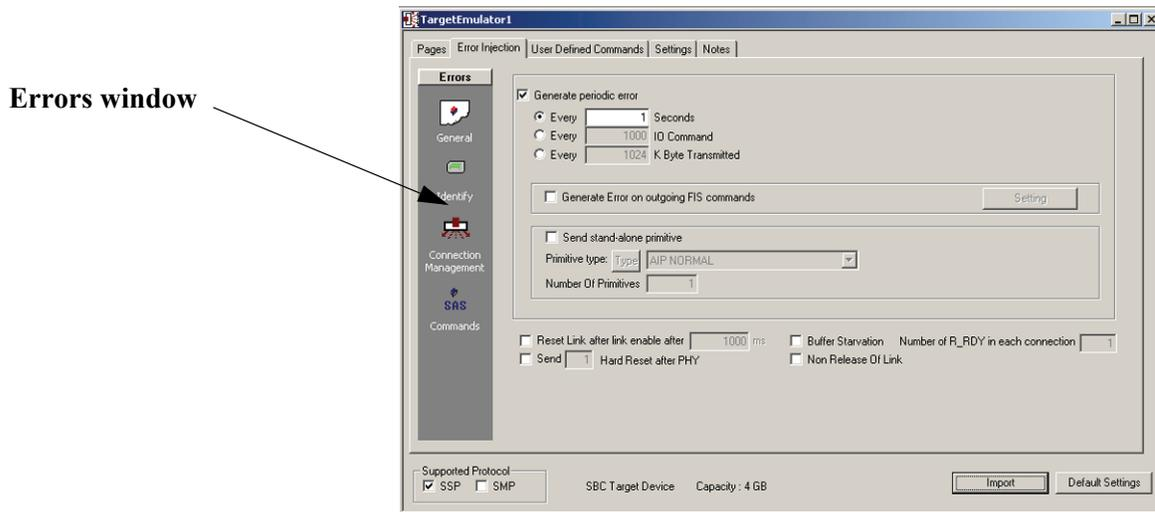 TargetEmulator1
Pages Error Injection User Defined Commands Settings Notes
Errors window
Errors
General
Identify
Connection
Management
SAS
Commands
Generate periodic error
Every 1 Seconds
Every 1000 IO Command
Every 1024 K Byte Transmitted
Generate Error on outgoing FIS commands Setting
Send stand-alone primitive
Primitive type: Type AIP NORMAL
Number Of Primitives 1
Reset Link after link enable after 1000 ms Buffer Starvation Number of R_RDY in each connection 1
Send 1 Hard Reset after PHY Non Release Of Link
Supported Protocol
SSP SMP SBC Target Device Capacity : 4 GB Import Default Settings